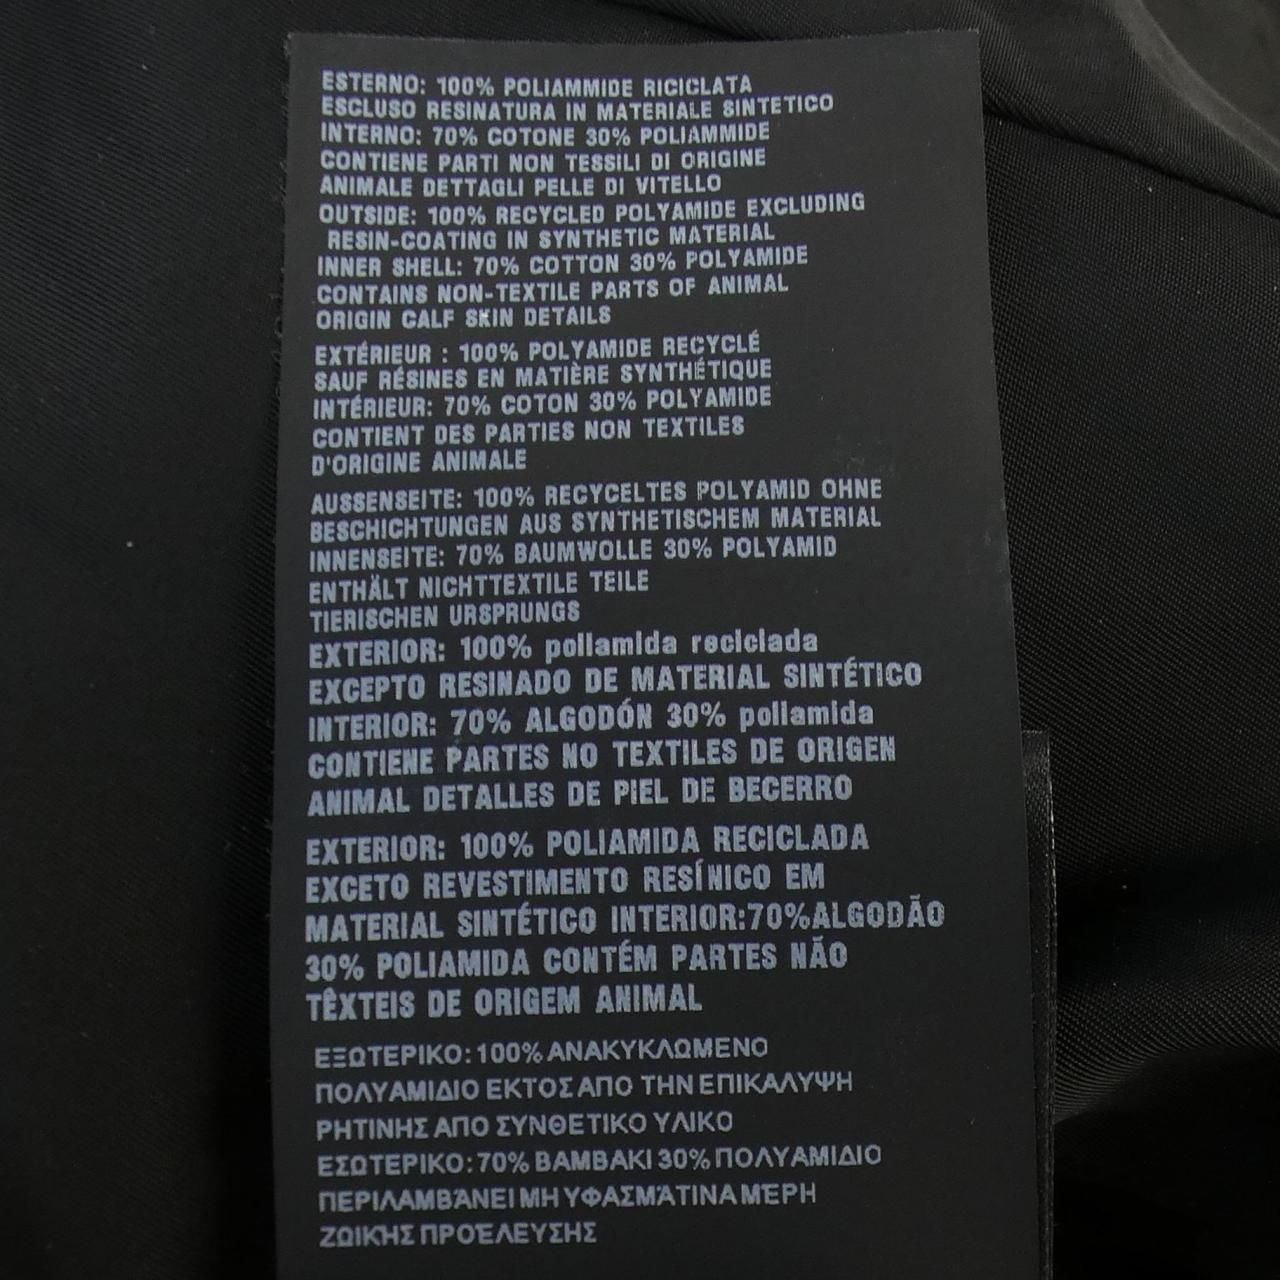 ESTERNO: 100% POLIAMMIDE RICICLATA
ESCLUSO RESINATURA IN MATERIALE SINTETICO
INTERNO: 70% COTONE 30% POLIAMMIDE
CONTIENE PARTI NON TESSILI DI ORIGINE
ANIMALE DETTAGLI PELLE DI VITELLO
OUTSIDE: 100% RECYCLED POLYAMIDE EXCLUDING
RESIN-COATING IN SYNTHETIC MATERIAL
INNER SHELL: 70% COTTON 30% POLYAMIDE
CONTAINS NON-TEXTILE PARTS OF ANIMAL
ORIGIN CALF SKIN DETAILS
EXTÉRIEUR : 100% POLYAMIDE RECYCLÉ
SAUF RÉSINES EN MATIÈRE SYNTHÉTIQUE
INTÉRIEUR: 70% COTON 30% POLYAMIDE
CONTIENT DES PARTIES NON TEXTILES
D'ORIGINE ANIMALE
AUSSENSEITE: 100% RECYCELTES POLYAMID OHNE
BESCHICHTUNGEN AUS SYNTHETISCHEM MATERIAL
INNENSEITE: 70% BAUMWOLLE 30% POLYAMID
ENTHÄLT NICHTTEXTILE TEILE
TIERISCHEN URSPRUNGS
EXTERIOR: 100% poliamida reciclada
EXCEPTO RESINADO DE MATERIAL SINTÉTICO
INTERIOR: 70% ALGODÓN 30% poliamida
CONTIENE PARTES NO TEXTILES DE ORIGEN
ANIMAL DETALLES DE PIEL DE BECERRO
EXTERIOR: 100% POLIAMIDA RECICLADA
EXCETO REVESTIMENTO RESÍNICO EM
MATERIAL SINTÉTICO INTERIOR:70%ALGODÃO
30% POLIAMIDA CONTÉM PARTES NÃO
TÊXTEIS DE ORIGEM ANIMAL
ΕΞΩΤΕΡΙΚΟ: 100% ΑΝΑΚΥΚΛΩΜΕΝΟ
ΠΟΛΥΑΜΙΔΙΟ ΕΚΤΟΣ ΑΠΟ ΤΗΝ ΕΠΙΚΑΛΥΨΗ
ΡΗΤΙΝΗΣ ΑΠΟ ΣΥΝΘΕΤΙΚΟ ΥΛΙΚΟ
ΕΣΩΤΕΡΙΚΟ: 70% ΒΑΜΒΑΚΙ 30% ΠΟΛΥΑΜΙΔΙΟ
ΠΕΡΙΛΑΜΒΆΝΕΙ ΜΗ ΥΦΑΣΜΆΤΙΝΑ ΜΈΡΗ
ΖΩΙΚΉΣ ΠΡΟΈΛΕΥΣΗΣ